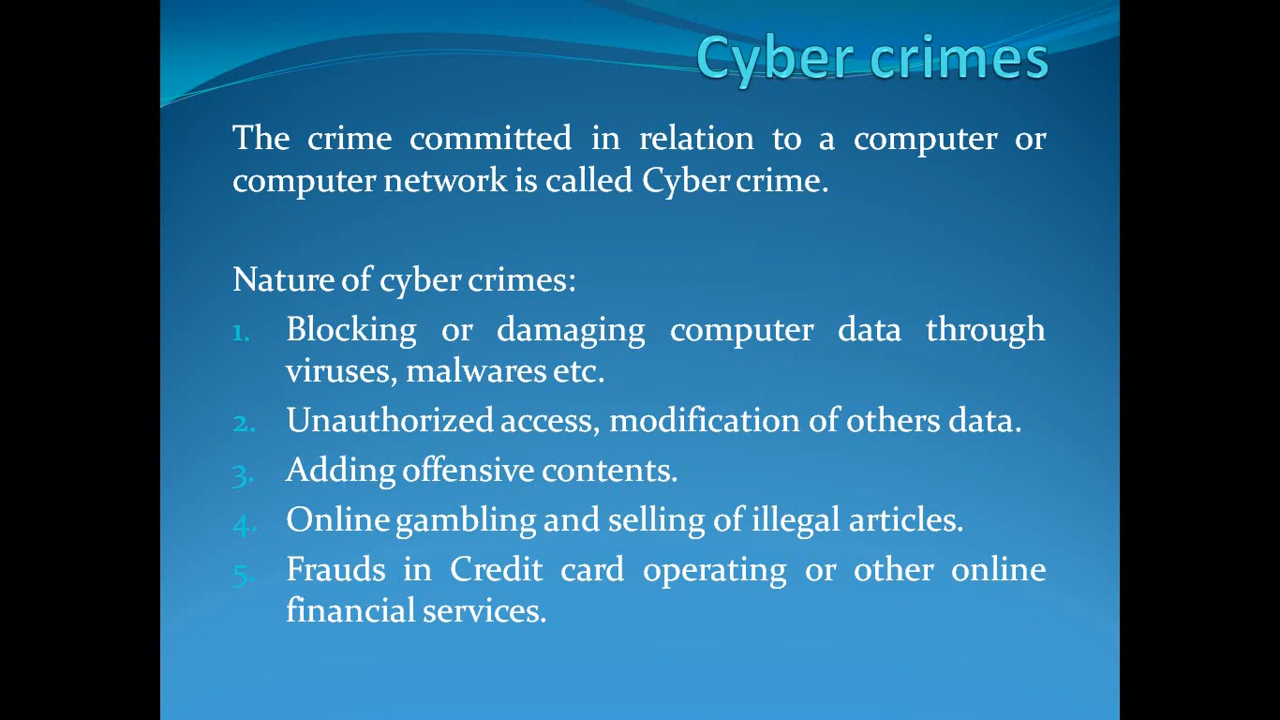 Cyber crimes
The crime committed in relation to a computer or
computer network is called Cyber crime.
Nature of cyber crimes:
1. Blocking or damaging computer data through
viruses, malwares etc.
2. Unauthorized access, modification of others data.
3. Adding offensive contents.
4. Online gambling and selling of illegal articles.
5. Frauds in Credit card operating or other online
financial services.